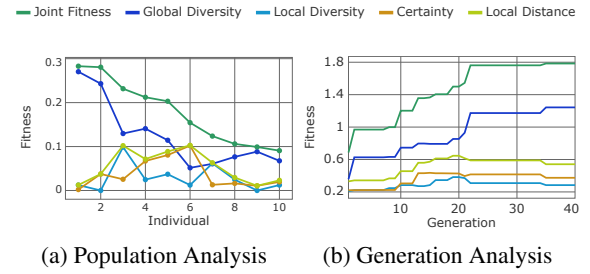 Joint Fitness Global Diversity Local Diversity Certainty Local Distance
Fitness
0.3
0.2
0.1
0
2 4 6 8 10
Individual
(a) Population Analysis
Fitness
1.8
1.4
1
0.6
0.2
10 20 30 40
Generation
(b) Generation Analysis